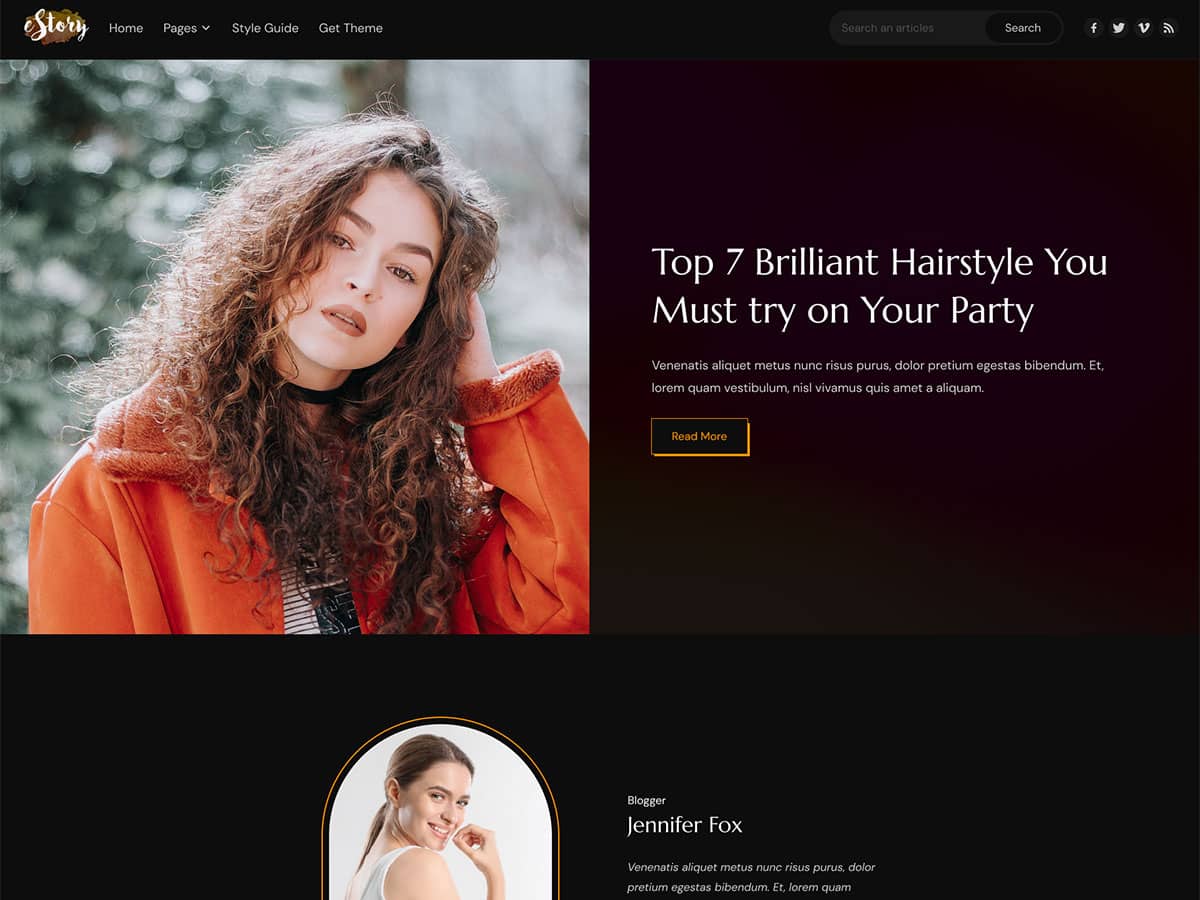 eStory
Home Pages Style Guide Get Theme
Search an articles Search
Top 7 Brilliant Hairstyle You
Must try on Your Party
Venenatis aliquet metus nunc risus purus, dolor pretium egestas bibendum. Et,
lorem quam vestibulum, nisl vivamus quis amet a aliquam.
Read More
Blogger
Jennifer Fox
Venenatis aliquet metus nunc risus purus, dolor
pretium egestas bibendum. Et, lorem quam